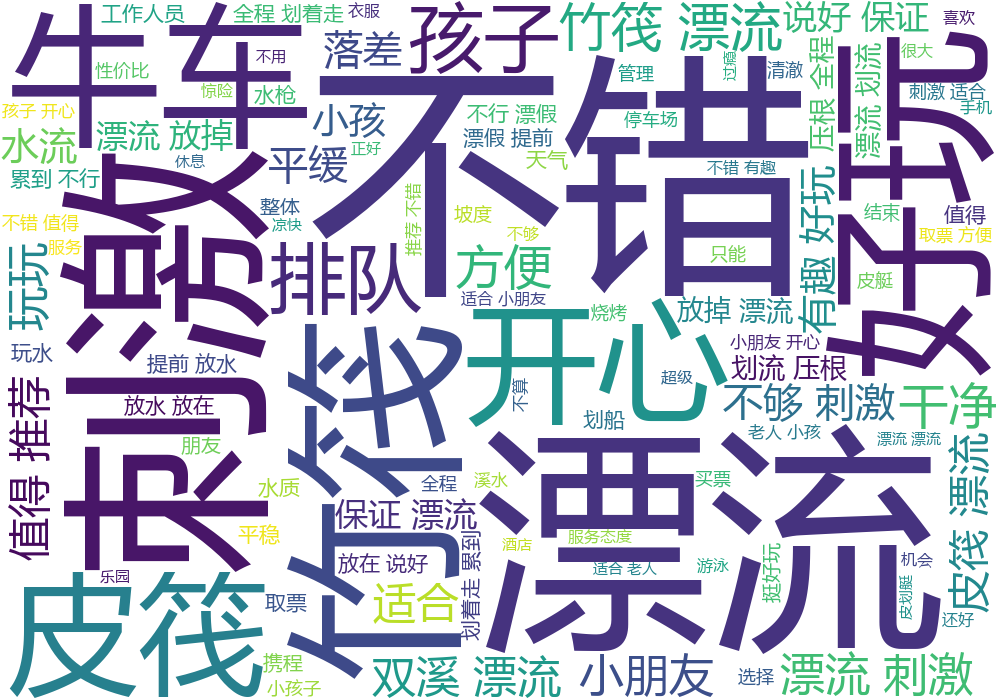 工作人员
全程 划着走
衣服
孩子
竹筏 漂流
说好 保证
喜欢
牛车
不用
落差
性价比
惊险
水枪
管理
过瘾
清澈
压根 全程
漂流 划流
很大
好玩
刺激 适合
手机
孩子 开心
水流
漂流 放掉
小孩
不行 漂假
漂假 提前
停车场
不错
休息
平缓
正好
天气
不错 有趣
累到 不行
刺激
整体
凉快
推荐 不错
坡度
不够
结束
值得
不错 值得
服务
排队
方便
只能
有趣 好玩
取票 方便
皮艇
玩玩
适合 小朋友
烧烤
放掉 漂流
玩水
提前 放水
竹筏
开心
小朋友 开心
划流 压根
超级
不算
值得 推荐
放水 放在
划船
不够 刺激
干净
朋友
老人 小孩
漂流 漂流
水质
全程
溪水
漂流
买票
皮筏 漂流
平稳
保证 漂流
酒店
服务态度
放在 说好
划着走 累到
适合 老人
游泳
挺好玩
机会
乐园
皮筏
取票
适合
皮划艇
还好
携程
小孩子
双溪 漂流
小朋友
选择
漂流 刺激